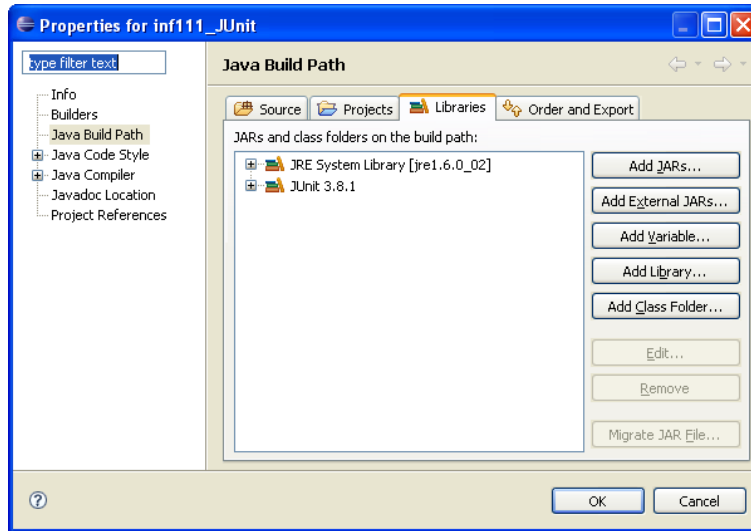 Properties for inf111_JUnit
type filter text
Info
Builders
Java Build Path
Java Code Style
Java Compiler
Javadoc Location
Project References
Java Build Path
Source Projects Libraries Order and Export
JARs and class folders on the build path:
JRE System Library [jre1.6.0_02]
JUnit 3.8.1
Add JARs...
Add External JARs...
Add Variable...
Add Library...
Add Class Folder...
Edit...
Remove
Migrate JAR File...
?
OK Cancel